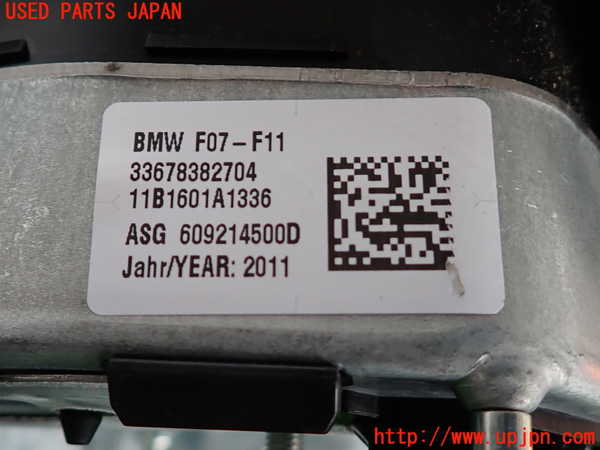 USED PARTS JAPAN
BMW F07-F11
33678382704
11B1601A1336
ASG 609214500D
Jahr/YEAR: 2011
http://www.upjpn.com/